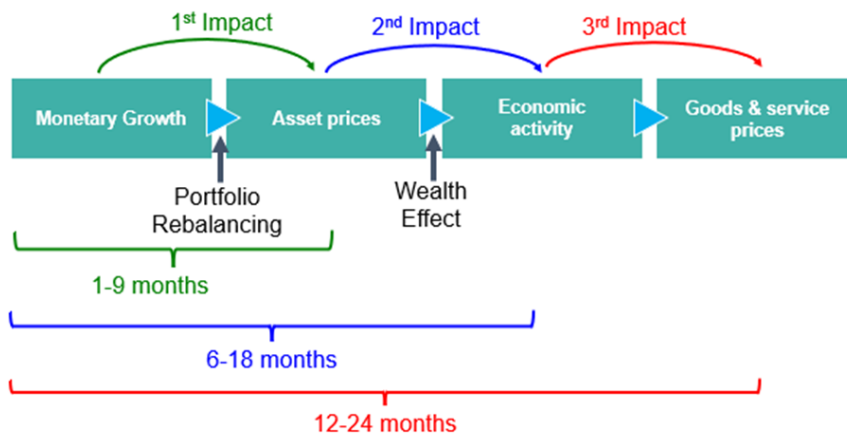 1st Impact
2nd Impact
3rd Impact
Monetary Growth
Asset prices
Economic
activity
Goods & service
prices
Portfolio
Rebalancing
Wealth
Effect
1-9 months
6-18 months
12-24 months